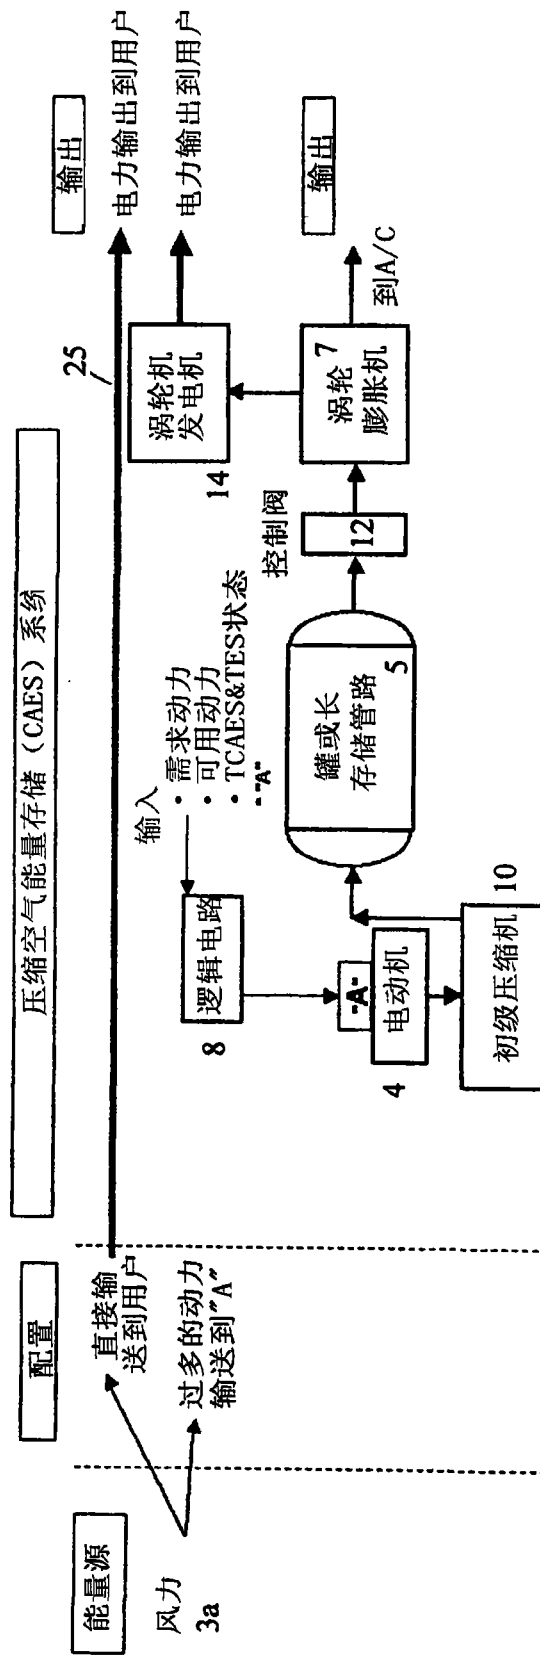 能量源
风力
3a
配置
直接输
送到用户
过多的动力
输送到"A"
压缩空气能量存储（CAES）系统
25
输出
电力输出到用户
电力输出到用户
输入
• 需求动力
• 可用动力
• TCAES&TES状态
• "A"
逻辑电路
8
"A"
电动机
4
初级压缩机
10
罐或长
存储管路
5
控制阀
12
涡轮
膨胀机
7
涡轮机
发电机
14
输出
到A/C